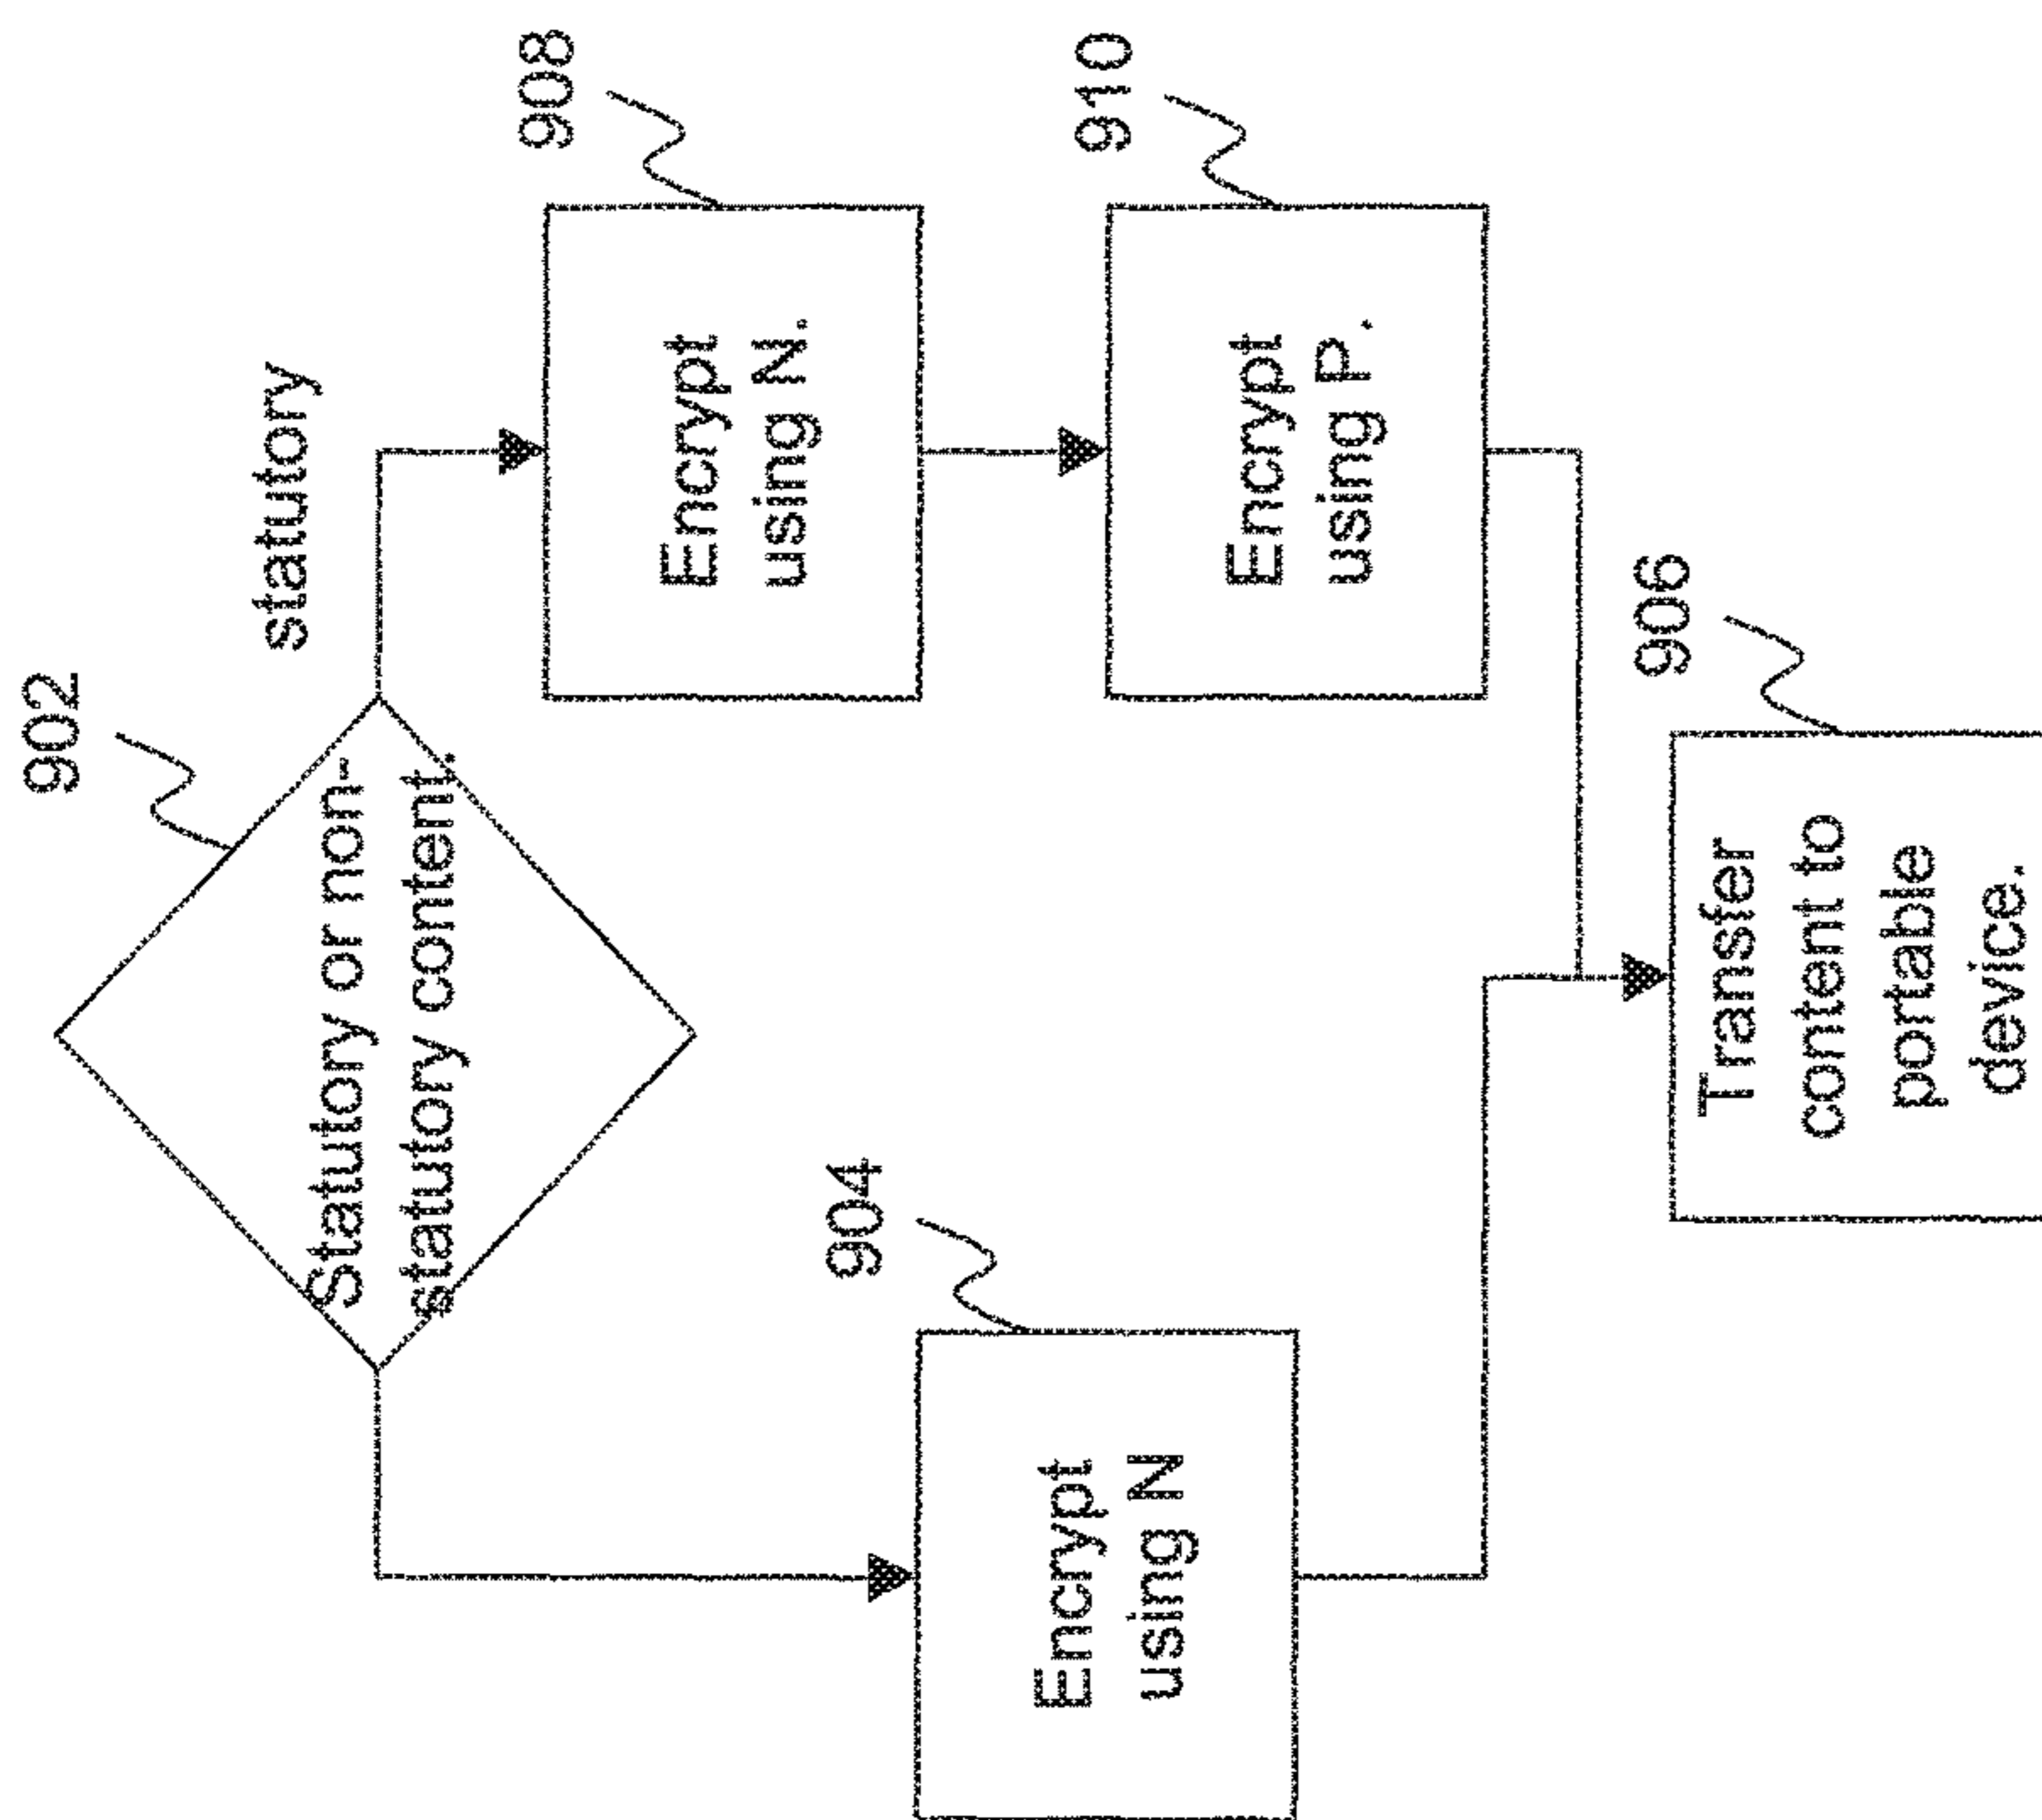 902
Statutory or non-
statutory content.
statutory
908
Encrypt
using N.
904
Encrypt
using N
910
Encrypt
using P.
906
Transfer
content to
portable
device.